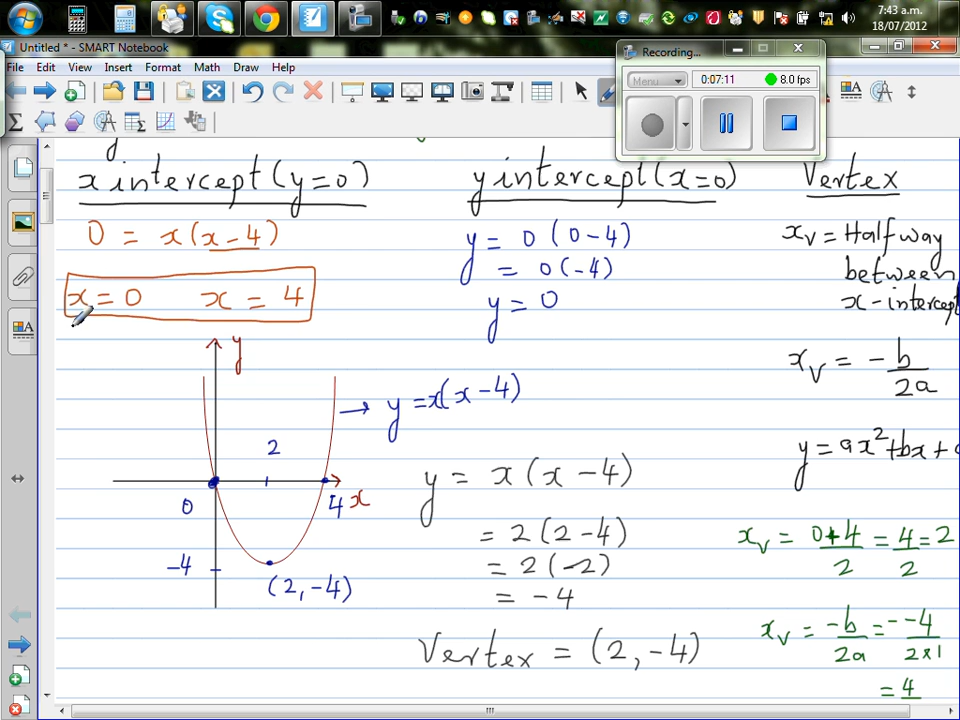 7:43 a.m.
18/07/2012
Untitled * - SMART Notebook
File Edit View Insert Format Math Draw Help
Recording...
Menu
0:07:11
8.0 fps
x intercept (y=0)
0 = x(x-4)
x = 0 x = 4
y intercept (x=0)
y = 0(0-4)
= 0(-4)
y = 0
Vertex
xᵥ = Halfway
between
x-intercept
xᵥ = -b/2a
y = ax²+bx+
y
2
0
4 x
-4
(2, -4)
→ y = x(x-4)
y = x(x-4)
= 2(2-4)
= 2(-2)
= -4
Vertex = (2, -4)
xᵥ = 0+4/2 = 4/2 = 2
xᵥ = -b/2a = - -4/2×1
= 4